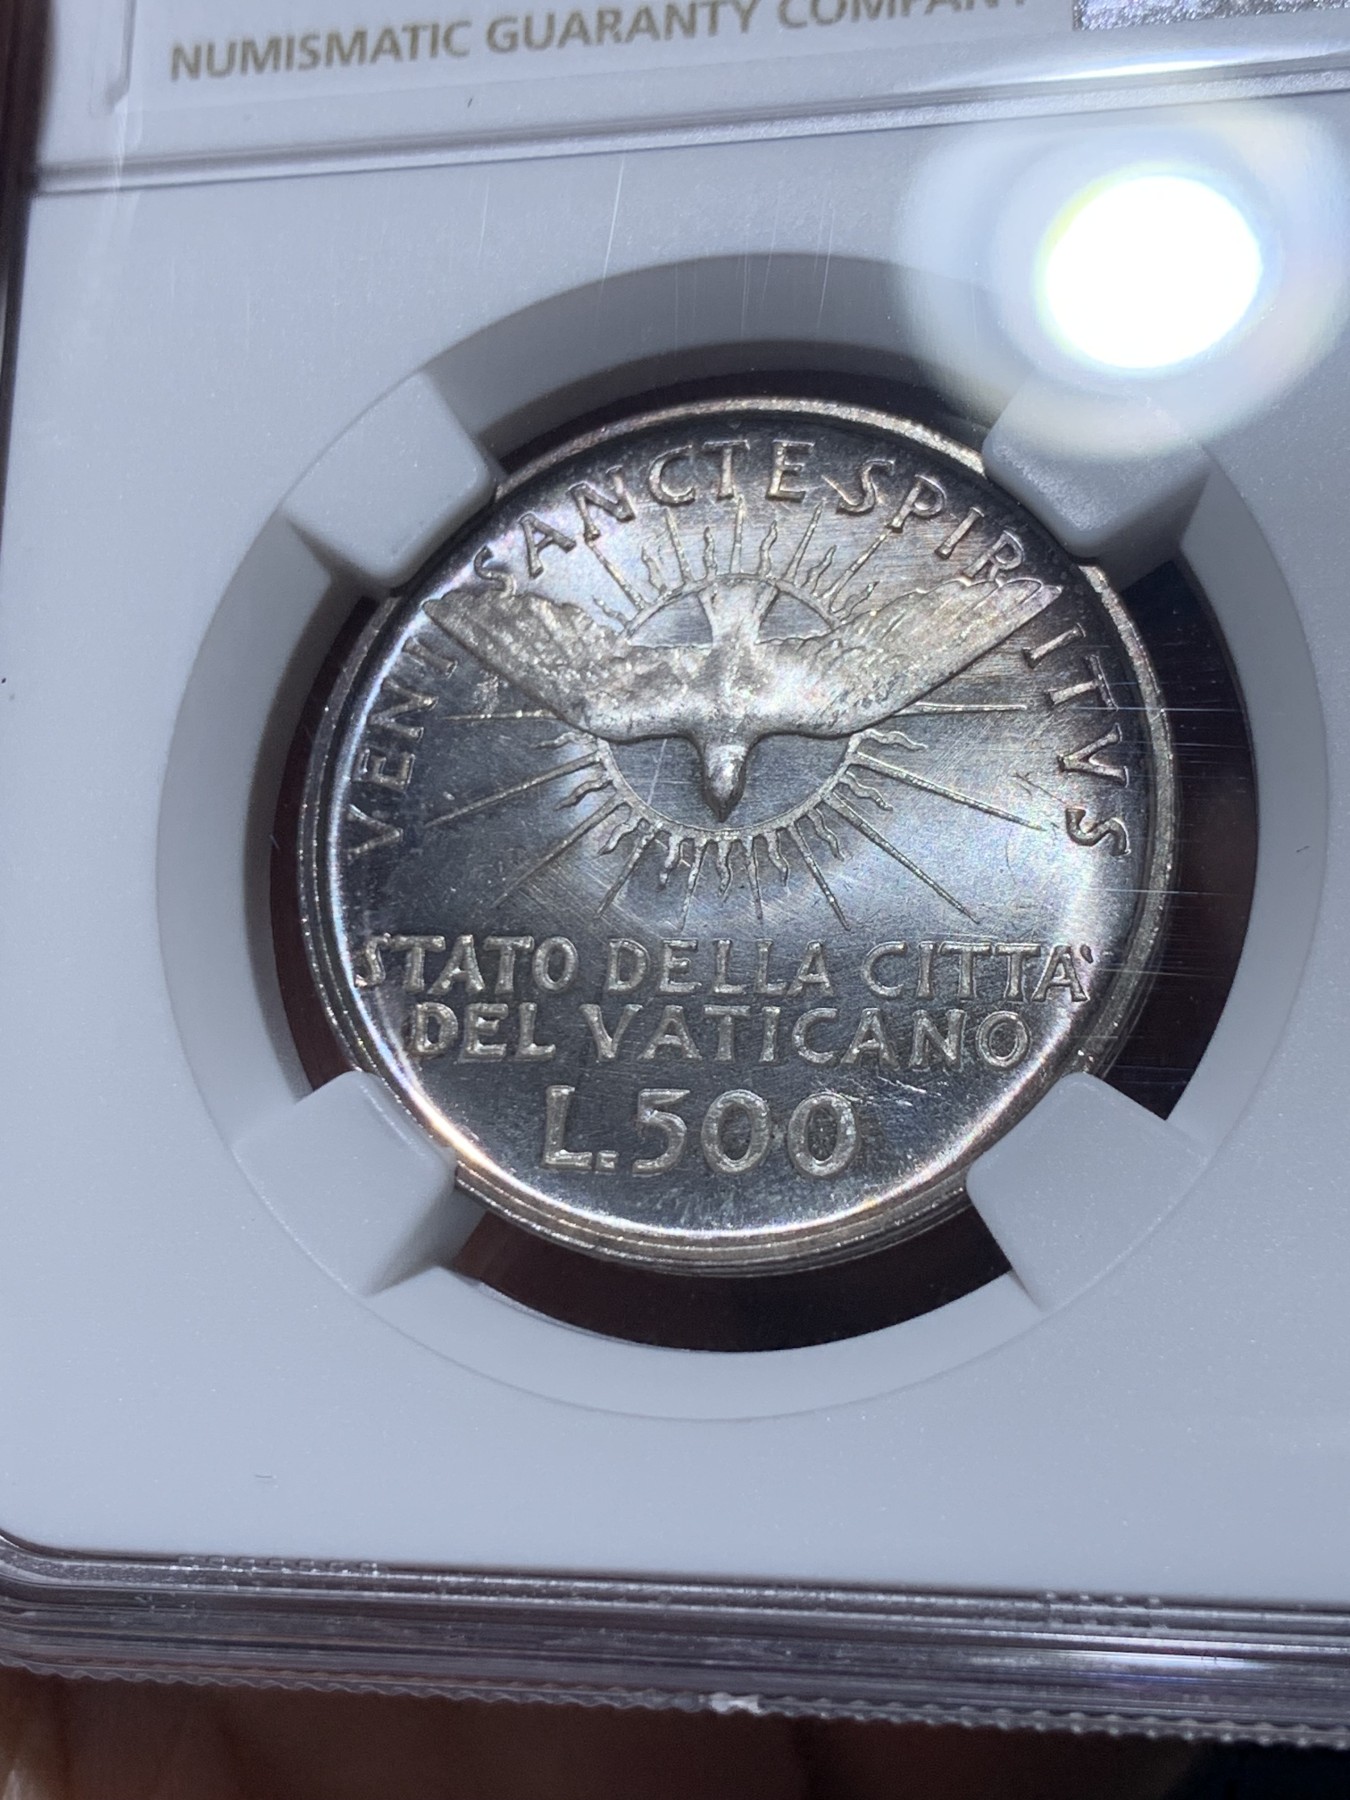 NUMISMATIC GUARANTY COMPANY
VENI SANCTE SPIRITVS
STATO DELLA CITTA'
DEL VATICANO
L.500